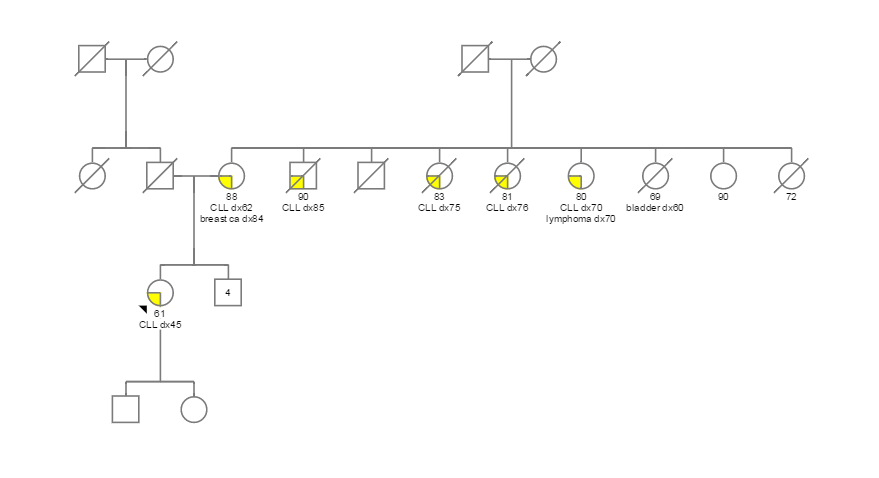 88
CLL dx62
breast ca dx84
90
CLL dx85
83
CLL dx75
81
CLL dx76
80
CLL dx70
lymphoma dx70
69
bladder dx60
90
72
4
61
CLL dx45